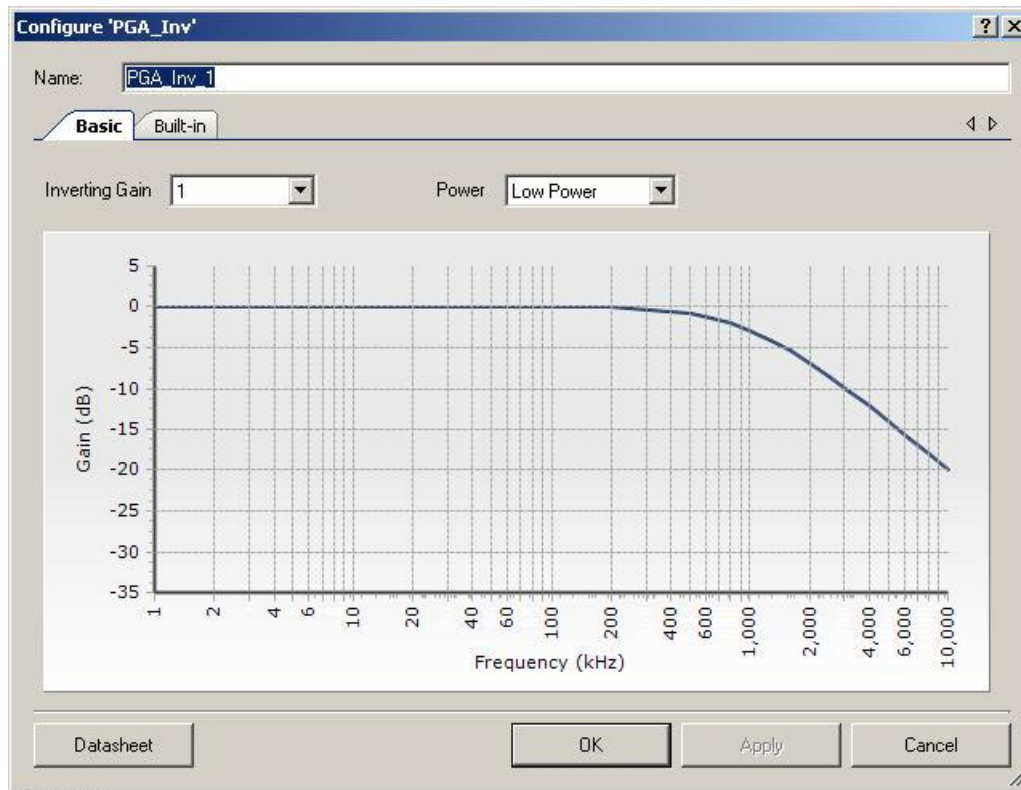 Configure 'PGA_Inv'
Name: PGA_Inv_1
Basic Built-in
Inverting Gain 1 Power Low Power
5
0
-5
-10
-15
-20
-25
-30
-35
Gain (dB)
1 2 4 6 10 20 40 60 100 200 400 600 1,000 2,000 4,000 6,000 10,000
Frequency (kHz)
Datasheet OK Apply Cancel